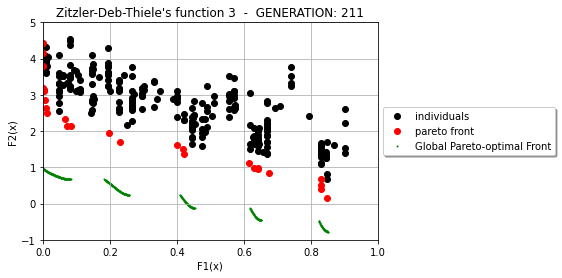 Zitzler-Deb-Thiele's function 3 - GENERATION: 211
5
4
3
2
1
0
−1
F2(x)
0.0 0.2 0.4 0.6 0.8 1.0
F1(x)
individuals
pareto front
Global Pareto-optimal Front